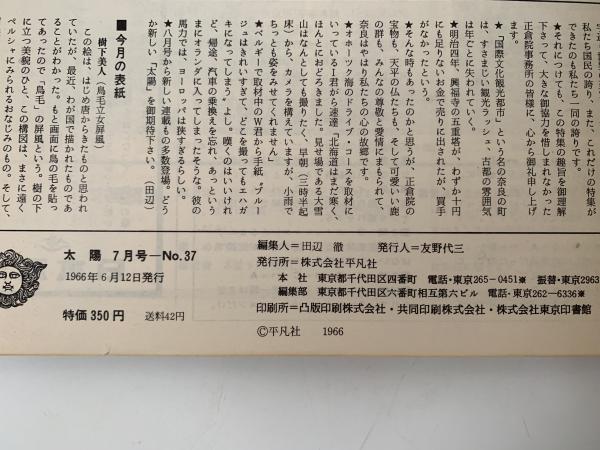 私たち国民の誇り、また、これだけの特集が
できたのも私たち一同の誇りです。
★それにつけても、この特集の趣旨を御理解
下さって、大きな御努力を惜しまれなかった
正倉院事務所の皆様に、心から御礼申し上げ
ます。
★「国際文化観光都市」という名の奈良の町
は、すさまじい観光ラッシュ、古都の雰囲気
は年ごとに失われていく。
★明治四年、興福寺の五重塔が、わずか十円
にも足りないお金で売りに出されたが、買手
がなかったという。
★そんな時もあったのかと思うが、正倉院の
宝物も、天平の仏たちも、そして可愛いい鹿
の群も、みんなの尊敬と愛情にまもられて、
奈良はやはり私たちの心の故郷です。
★オホーツク海のドライブ・コースを取材に
いっているI君から速達「北海道はまだ寒く、
ほんとにおどろきました。見せ場である大雪
山はなんとしても撮りたく、早朝（三時半起
床）から、カメラを構えていますが、小雨で
ちっとも姿をみせてくれません」
★ベルギーで取材中のW君から手紙〝ブルー
ジュはきれいすぎて、どこを撮ってもエハガ
キになってしまう〟よし。嘆くのはいいけれ
ど、帰途、汽車の乗換えを忘れ、あっという
まにオランダに入ってしまったそうな。彼の
馬力では、ヨーロッパは狭すぎるらしい。
★八月号から新しい連載もの多数登場。どう
か新しい「太陽」を御期待下さい。（田辺）
■今月の表紙
樹下美人（鳥毛立女屏風）
この絵は、はじめ唐からきたものと思われ
ていたが、最近、わが国で描かれたものであ
ることがわかった。もと画面に鳥の毛を貼っ
てあったので「鳥毛」の屏風という。樹の下
に立つ美貌のひと、この構図は、まさに遠く
ペルシャにみられるおなじみのもの。そして、
太 陽 7月号—No.37
1966年6月12日発行
特価 350円 送料42円
編集人＝田辺 徹 発行人＝友野代三
発行所＝株式会社平凡社
本 社 東京都千代田区四番町 電話・東京265-0451※ 振替・東京2963
編集部 東京都千代田区六番町相互第六ビル 電話・東京262-6336※
印刷所＝凸版印刷株式会社・共同印刷株式会社・株式会社東京印書館
©平凡社 1966